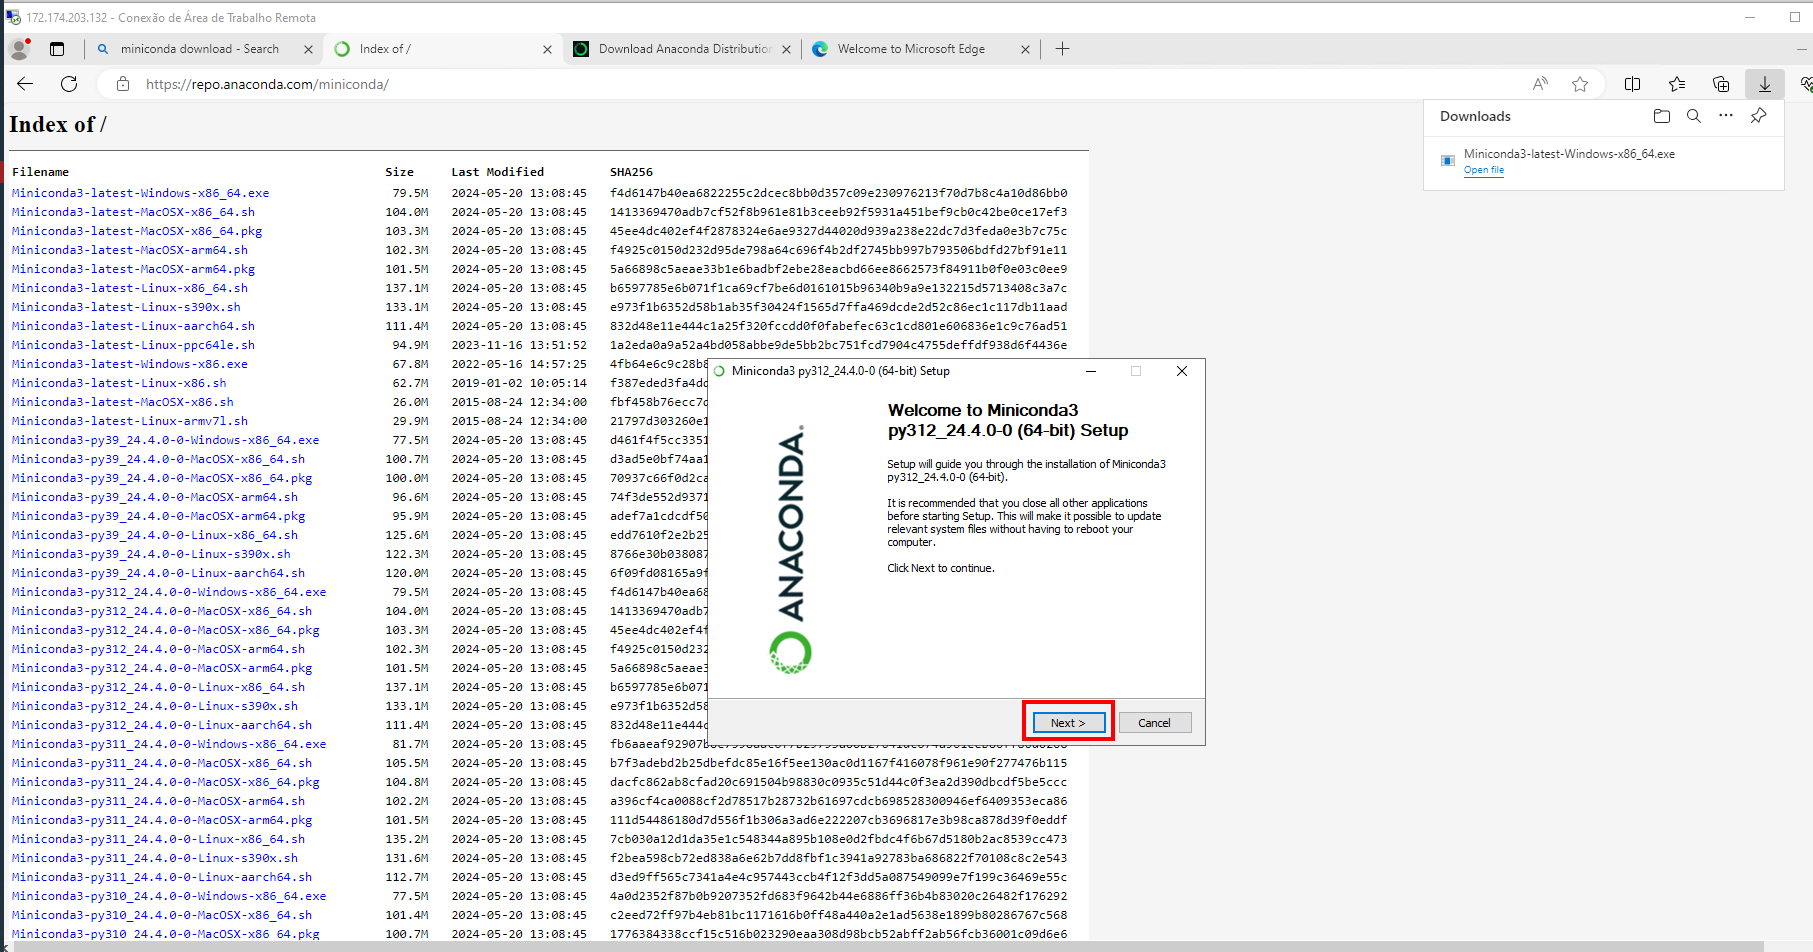 172.174.203.132 - Conexão de Área de Trabalho Remota
miniconda download - Search
Index of /
Download Anaconda Distribution
Welcome to Microsoft Edge
https://repo.anaconda.com/miniconda/
Index of /
Downloads
Miniconda3-latest-Windows-x86_64.exe
Open file
Filename Size Last Modified SHA256
Miniconda3-latest-Windows-x86_64.exe 79.5M 2024-05-20 13:08:45 f4d6147b40ea6822255c2dcec8bb0d357c09e230976213f70d7b8c4a10d86bb0
Miniconda3-latest-MacOSX-x86_64.sh 104.0M 2024-05-20 13:08:45 1413369470adb7cf52f8b961e81b3ceeb92f5931a451bef9cb0c42be0ce17ef3
Miniconda3-latest-MacOSX-x86_64.pkg 103.3M 2024-05-20 13:08:45 45ee4dc402ef4f2878324e6ae9327d44020d939a238e22dc7d3feda0e3b7c75c
Miniconda3-latest-MacOSX-arm64.sh 102.3M 2024-05-20 13:08:45 f4925c0150d232d95de798a64c696f4b2df2745bb997b793506bdfd27bf91e11
Miniconda3-latest-MacOSX-arm64.pkg 101.5M 2024-05-20 13:08:45 5a66898c5aeae33b1e6badbf2ebe28eacbd66ee8662573f84911b0f0e03c0ee9
Miniconda3-latest-Linux-x86_64.sh 137.1M 2024-05-20 13:08:45 b6597785e6b071f1ca69cf7be6d0161015b96340b9a9e132215d5713408c3a7c
Miniconda3-latest-Linux-s390x.sh 133.1M 2024-05-20 13:08:45 e973f1b6352d58b1ab35f30424f1565d7ffa469dcde2d52c86ec1c117db11aad
Miniconda3-latest-Linux-aarch64.sh 111.4M 2024-05-20 13:08:45 832d48e11e444c1a25f320fccdd0f0fabefec63c1cd801e606836e1c9c76ad51
Miniconda3-latest-Linux-ppc64le.sh 94.9M 2023-11-16 13:51:52 1a2eda0a9a52a4bd058abbe9de5bb2bc751fcd7904c4755deffdf938d6f4436e
Miniconda3-latest-Windows-x86.exe 67.8M 2022-05-16 14:57:25 4fb64e6c9c28b8
Miniconda3-latest-Linux-x86.sh 62.7M 2019-01-02 10:05:14 f387eded3fa4dd
Miniconda3-latest-MacOSX-x86.sh 26.0M 2015-08-24 12:34:00 fbf458b76ecc7d
Miniconda3-latest-Linux-armv7l.sh 29.9M 2015-08-24 12:34:00 21797d303260e1
Miniconda3-py39_24.4.0-0-Windows-x86_64.exe 77.5M 2024-05-20 13:08:45 d461f4f5cc3351
Miniconda3-py39_24.4.0-0-MacOSX-x86_64.sh 100.7M 2024-05-20 13:08:45 d3ad5e0bf74aa1
Miniconda3-py39_24.4.0-0-MacOSX-x86_64.pkg 100.0M 2024-05-20 13:08:45 70937c66f0d2ca
Miniconda3-py39_24.4.0-0-MacOSX-arm64.sh 96.6M 2024-05-20 13:08:45 74f3de552d9371
Miniconda3-py39_24.4.0-0-MacOSX-arm64.pkg 95.9M 2024-05-20 13:08:45 adef7a1cdcdf50
Miniconda3-py39_24.4.0-0-Linux-x86_64.sh 125.6M 2024-05-20 13:08:45 edd7610f2e2b25
Miniconda3-py39_24.4.0-0-Linux-s390x.sh 122.3M 2024-05-20 13:08:45 8766e30b038087
Miniconda3-py39_24.4.0-0-Linux-aarch64.sh 120.0M 2024-05-20 13:08:45 6f09fd08165a9f
Miniconda3-py312_24.4.0-0-Windows-x86_64.exe 79.5M 2024-05-20 13:08:45 f4d6147b40ea68
Miniconda3-py312_24.4.0-0-MacOSX-x86_64.sh 104.0M 2024-05-20 13:08:45 1413369470adb7
Miniconda3-py312_24.4.0-0-MacOSX-x86_64.pkg 103.3M 2024-05-20 13:08:45 45ee4dc402ef4f
Miniconda3-py312_24.4.0-0-MacOSX-arm64.sh 102.3M 2024-05-20 13:08:45 f4925c0150d232
Miniconda3-py312_24.4.0-0-MacOSX-arm64.pkg 101.5M 2024-05-20 13:08:45 5a66898c5aeae3
Miniconda3-py312_24.4.0-0-Linux-x86_64.sh 137.1M 2024-05-20 13:08:45 b6597785e6b071
Miniconda3-py312_24.4.0-0-Linux-s390x.sh 133.1M 2024-05-20 13:08:45 e973f1b6352d58
Miniconda3-py312_24.4.0-0-Linux-aarch64.sh 111.4M 2024-05-20 13:08:45 832d48e11e444c
Miniconda3-py311_24.4.0-0-Windows-x86_64.exe 81.7M 2024-05-20 13:08:45
Miniconda3-py311_24.4.0-0-MacOSX-x86_64.sh 105.5M 2024-05-20 13:08:45 b7f3adebd2b25dbefdc85e16f5ee130ac0d1167f416078f961e90f277476b115
Miniconda3-py311_24.4.0-0-MacOSX-x86_64.pkg 104.8M 2024-05-20 13:08:45 dacfc862ab8cfad20c691504b98830c0935c51d44c0f3ea2d390dbcdf5be5ccc
Miniconda3-py311_24.4.0-0-MacOSX-arm64.sh 102.2M 2024-05-20 13:08:45 a396cf4ca0088cf2d78517b28732b61697cdcb698528300946ef6409353eca86
Miniconda3-py311_24.4.0-0-MacOSX-arm64.pkg 101.5M 2024-05-20 13:08:45 111d54486180d7d556f1b306a3ad6e222207cb3696817e3b98ca878d39f0eddf
Miniconda3-py311_24.4.0-0-Linux-x86_64.sh 135.2M 2024-05-20 13:08:45 7cb030a12d1da35e1c548344a895b108e0d2fbdc4f6b67d5180b2ac8539cc473
Miniconda3-py311_24.4.0-0-Linux-s390x.sh 131.6M 2024-05-20 13:08:45 f2bea598cb72ed838a6e62b7dd8fbf1c3941a92783ba686822f70108c8c2e543
Miniconda3-py311_24.4.0-0-Linux-aarch64.sh 112.7M 2024-05-20 13:08:45 d3ed9ff565c7341a4e4c957443ccb4f12f3dd5a087549099e7f199c36469e55c
Miniconda3-py310_24.4.0-0-Windows-x86_64.exe 77.5M 2024-05-20 13:08:45 4a0d2352f87b0b9207352fd683f9642b44e6886ff36b4b83020c26482f176292
Miniconda3-py310_24.4.0-0-MacOSX-x86_64.sh 101.4M 2024-05-20 13:08:45 c2eed72ff97b4eb81bc1171616b0ff48a440a2e1ad5638e1899b80286767c568
Miniconda3-py310_24.4.0-0-MacOSX-x86_64.pkg 100.7M 2024-05-20 13:08:45 1776384338ccf15c516b023290eaa308d98bcb52abff2ab56fcb36001c09d6e6
Miniconda3 py312_24.4.0-0 (64-bit) Setup
ANACONDA
Welcome to Miniconda3
py312_24.4.0-0 (64-bit) Setup
Setup will guide you through the installation of Miniconda3
py312_24.4.0-0 (64-bit).
It is recommended that you close all other applications
before starting Setup. This will make it possible to update
relevant system files without having to reboot your
computer.
Click Next to continue.
Next >
Cancel